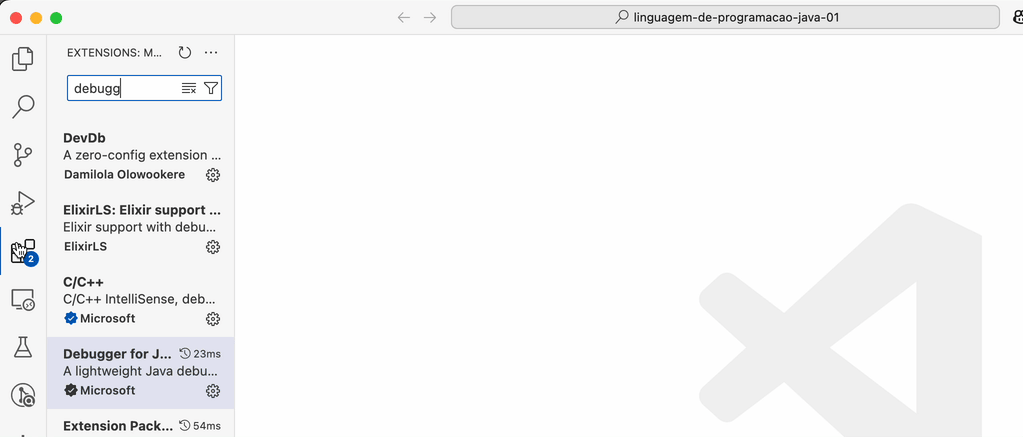 linguagem-de-programacao-java-01
EXTENSIONS: M...
debugg
DevDb
A zero-config extension ...
Damilola Olowookere
ElixirLS: Elixir support ...
Elixir support with debu...
ElixirLS
2
C/C++
C/C++ IntelliSense, deb...
Microsoft
Debugger for J... 23ms
A lightweight Java debu...
Microsoft
Extension Pack... 54ms